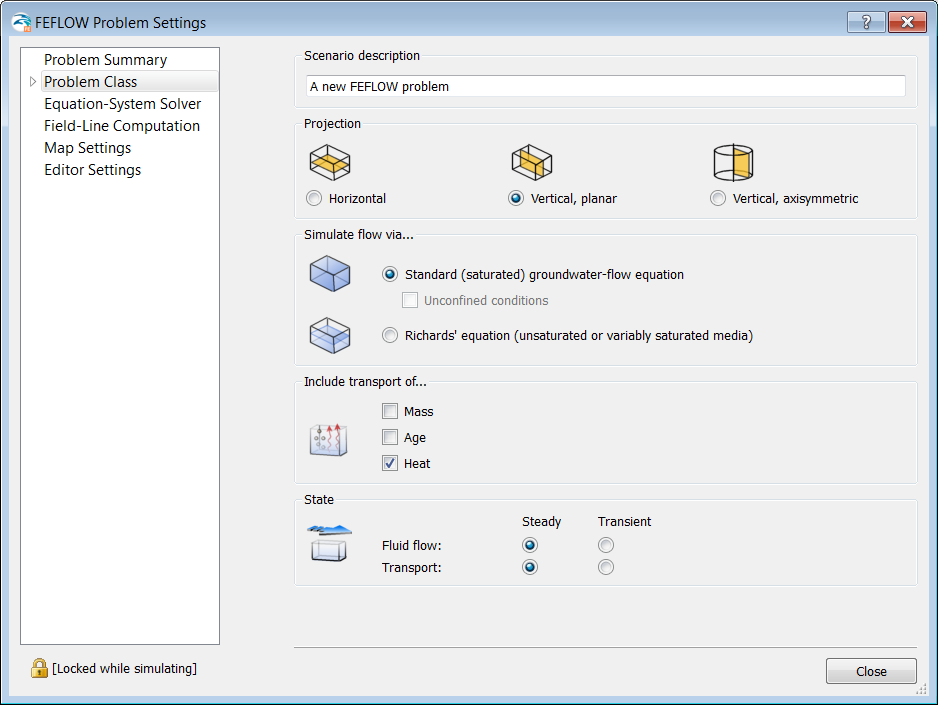 FEFLOW Problem Settings
Problem Summary
Problem Class
Equation-System Solver
Field-Line Computation
Map Settings
Editor Settings
Scenario description
A new FEFLOW problem
Projection
Horizontal
Vertical, planar
Vertical, axisymmetric
Simulate flow via...
Standard (saturated) groundwater-flow equation
Unconfined conditions
Richards' equation (unsaturated or variably saturated media)
Include transport of...
Mass
Age
Heat
State
Steady Transient
Fluid flow:
Transport:
[Locked while simulating]
Close